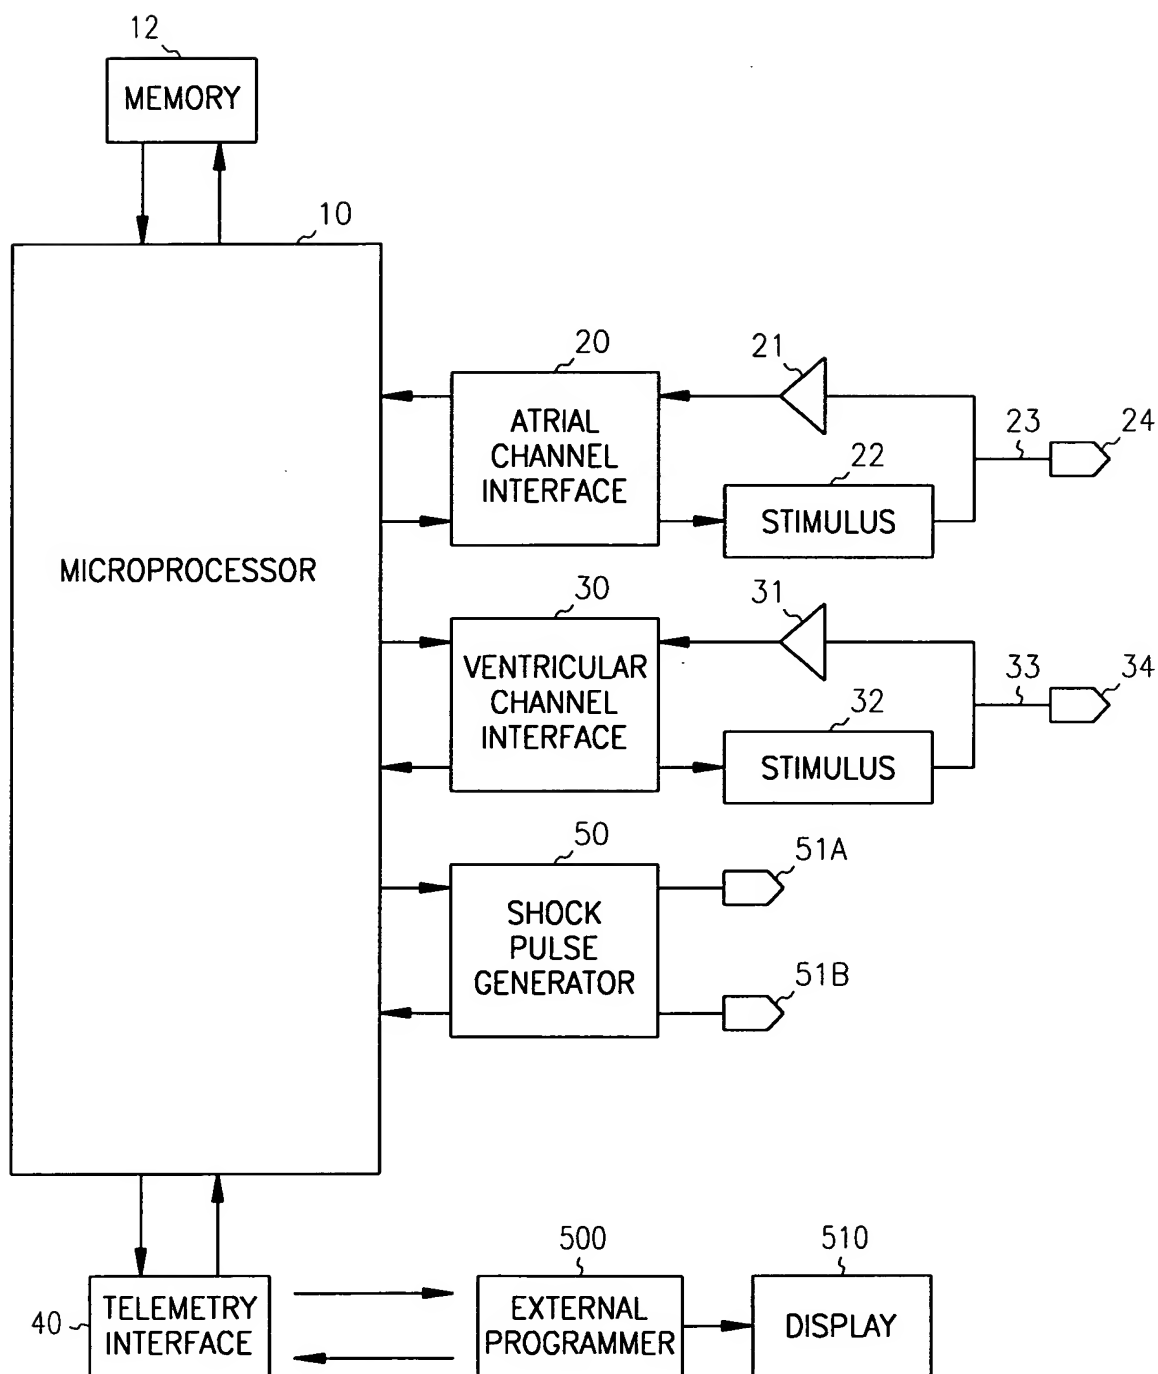 12
MEMORY
10
MICROPROCESSOR
20
ATRIAL
CHANNEL
INTERFACE
21
22
STIMULUS
23
24
30
VENTRICULAR
CHANNEL
INTERFACE
31
32
STIMULUS
33
34
50
SHOCK
PULSE
GENERATOR
51A
51B
40
TELEMETRY
INTERFACE
500
EXTERNAL
PROGRAMMER
510
DISPLAY